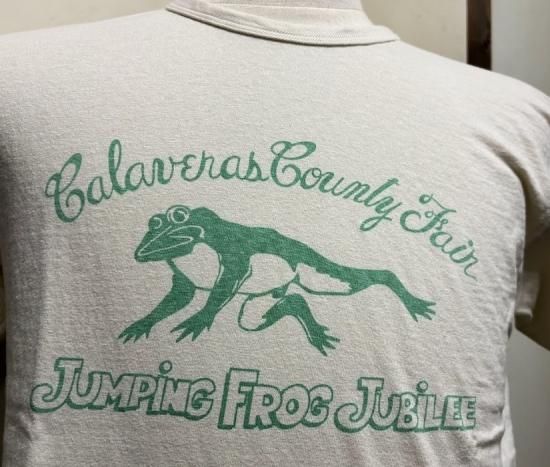 Calaveras County Fair
JUMPiNG FROG JUBiLEE